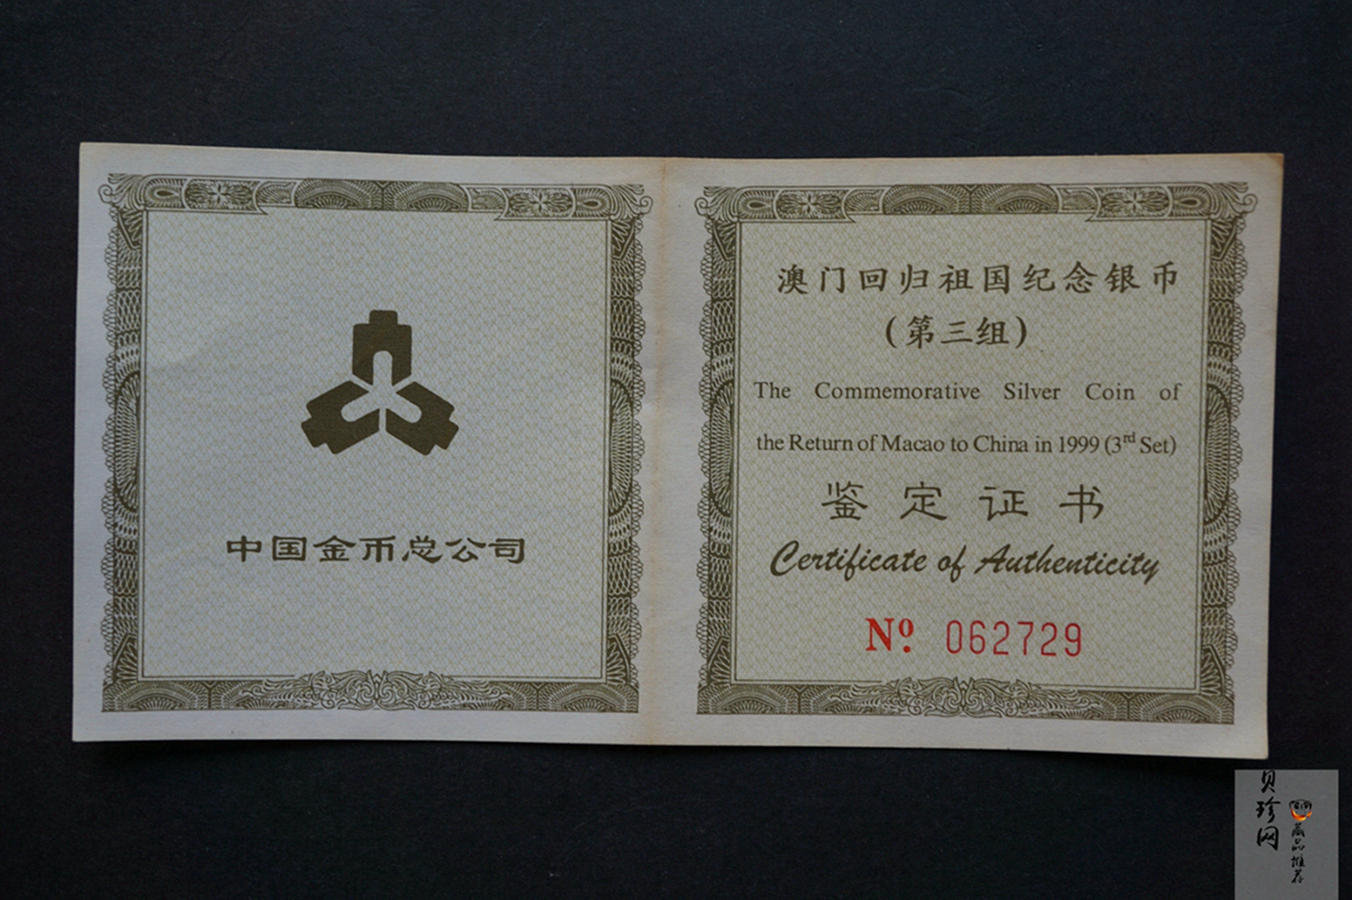 中国金币总公司
澳门回归祖国纪念银币
(第三组)
The Commemorative Silver Coin of
the Return of Macao to China in 1999 (3rd Set)
鉴定证书
Certificate of Authenticity
Nº 062729
贝珍网
藏品推荐